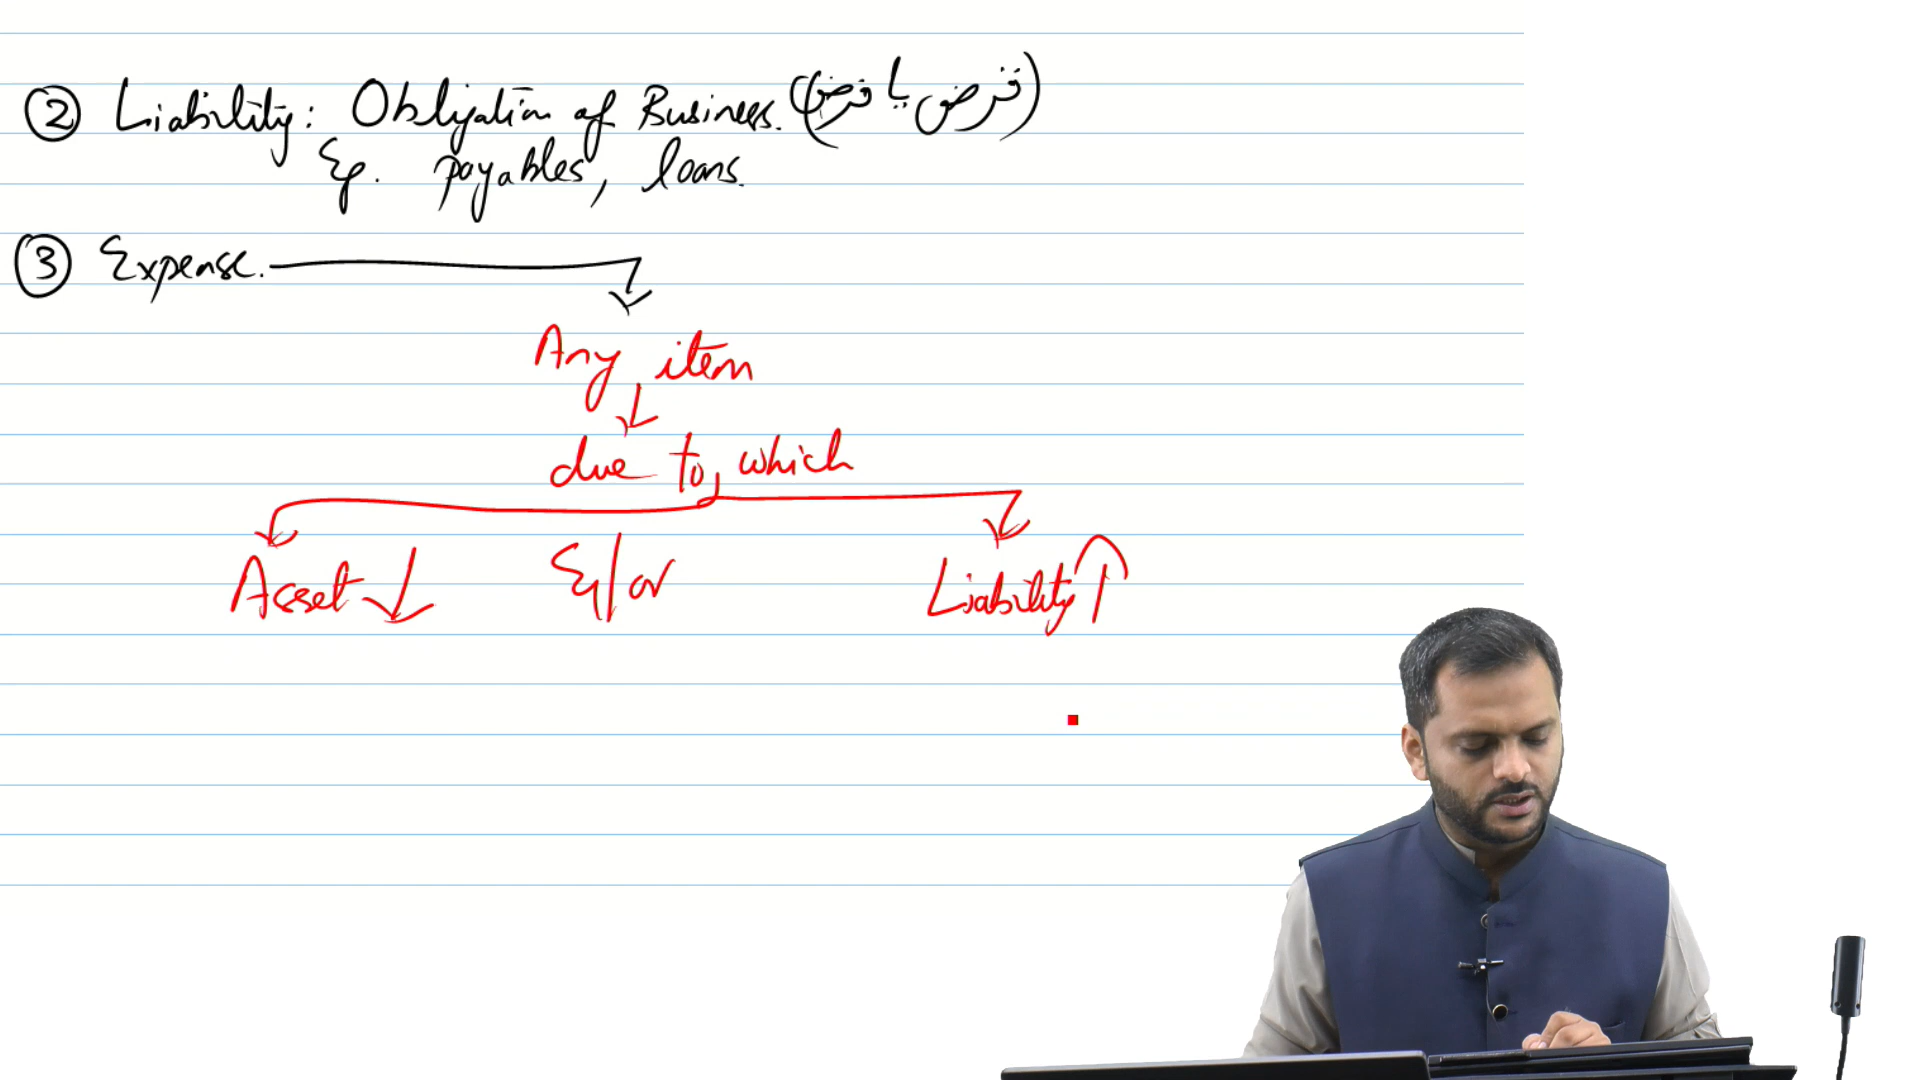 ② Liability: Obligation of Business. (قرض یا فرض)
Eg. payables, loans.
③ Expense.
Any item
due to, which
Asset ↓ &/or Liability ↑